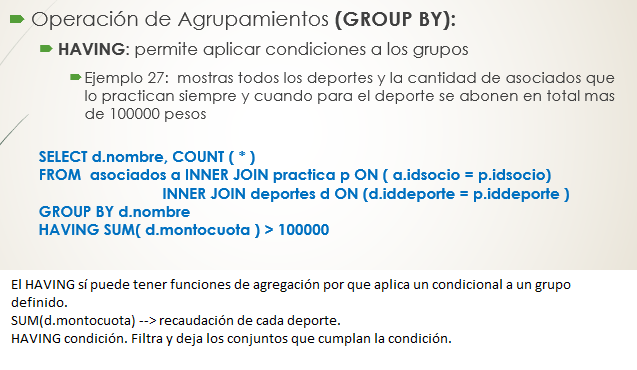 Operación de Agrupamientos (GROUP BY):
HAVING: permite aplicar condiciones a los grupos
Ejemplo 27: mostras todos los deportes y la cantidad de asociados que
lo practican siempre y cuando para el deporte se abonen en total mas
de 100000 pesos
SELECT d.nombre, COUNT ( * )
FROM asociados a INNER JOIN practica p ON ( a.idsocio = p.idsocio)
INNER JOIN deportes d ON (d.iddeporte = p.iddeporte )
GROUP BY d.nombre
HAVING SUM( d.montocuota ) > 100000
El HAVING sí puede tener funciones de agregación por que aplica un condicional a un grupo
definido.
SUM(d.montocuota) --> recaudación de cada deporte.
HAVING condición. Filtra y deja los conjuntos que cumplan la condición.